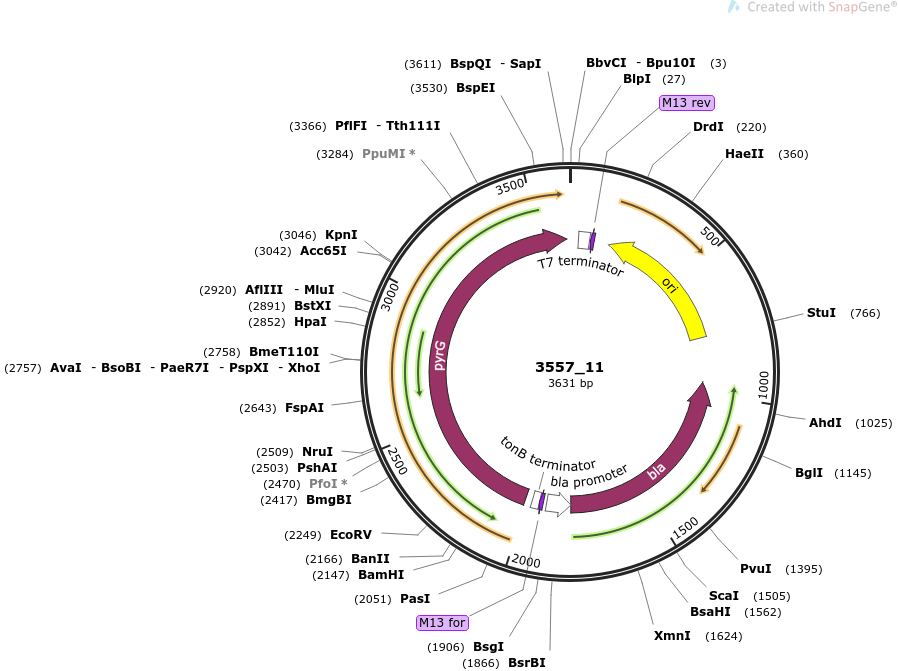 Created with SnapGene®
(3611) BspQI - SapI
BbvCI - Bpu10I (3)
(3530) BspEI
BlpI (27)
M13 rev
(3366) PflFI - Tth111I
DrdI (220)
(3284) PpuMI *
HaeII (360)
3500
500
(3046) KpnI
(3042) Acc65I
T7 terminator
ori
(2920) AflIII - MluI
3000
(2891) BstXI
StuI (766)
(2852) HpaI
(2758) BmeT110I
pyrG
(2757) AvaI - BsoBI - PaeR7I - PspXI - XhoI
3557_11
3631 bp
1000
(2643) FspAI
AhdI (1025)
(2509) NruI
(2503) PshAI
2500
tonB terminator
bla promoter
bla
BglI (1145)
(2470) PfoI *
(2417) BmgBI
(2249) EcoRV
1500
2000
(2166) BanII
(2147) BamHI
PvuI (1395)
(2051) PasI
ScaI (1505)
BsaHI (1562)
M13 for
XmnI (1624)
(1906) BsgI
(1866) BsrBI